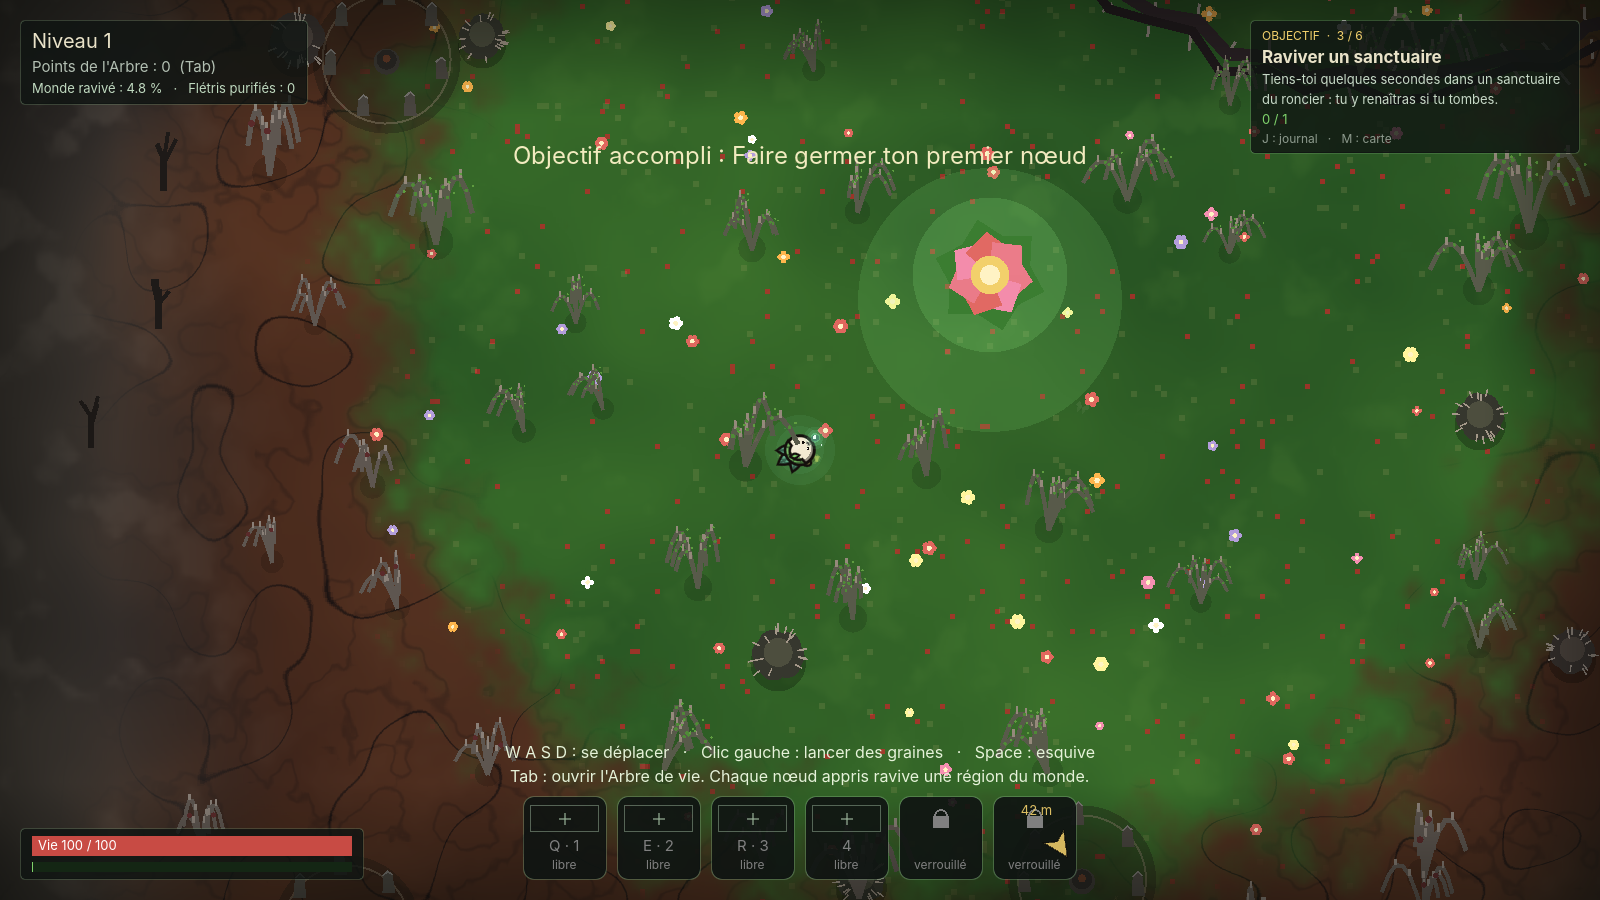 Niveau 1
Points de l'Arbre : 0 (Tab)
Monde ravivé : 4.8 % · Flétris purifiés : 0
OBJECTIF · 3 / 6
Raviver un sanctuaire
Tiens-toi quelques secondes dans un sanctuaire
du roncier : tu y renaîtras si tu tombes.
0 / 1
J : journal · M : carte
Objectif accompli : Faire germer ton premier nœud
W A S D : se déplacer · Clic gauche : lancer des graines · Space : esquive
Tab : ouvrir l'Arbre de vie. Chaque nœud appris ravive une région du monde.
Vie 100 / 100
Q · 1
libre
E · 2
libre
R · 3
libre
4
libre
verrouillé
42 m
verrouillé